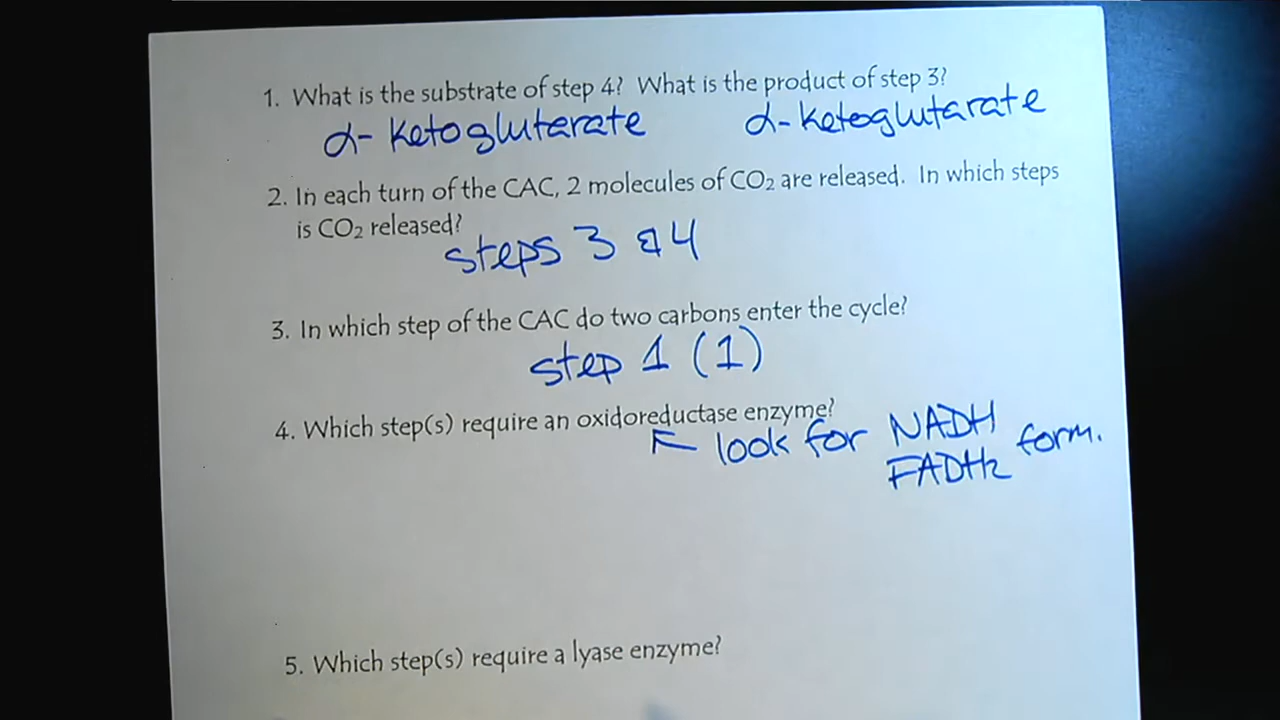 1. What is the substrate of step 4? What is the product of step 3?
α- ketoglutarate α- ketoglutarate
2. In each turn of the CAC, 2 molecules of CO2 are released. In which steps
is CO2 released?
steps 3 & 4
3. In which step of the CAC do two carbons enter the cycle?
step 1 (1)
4. Which step(s) require an oxidoreductase enzyme?
look for NADH form.
FADH2
5. Which step(s) require a lyase enzyme?